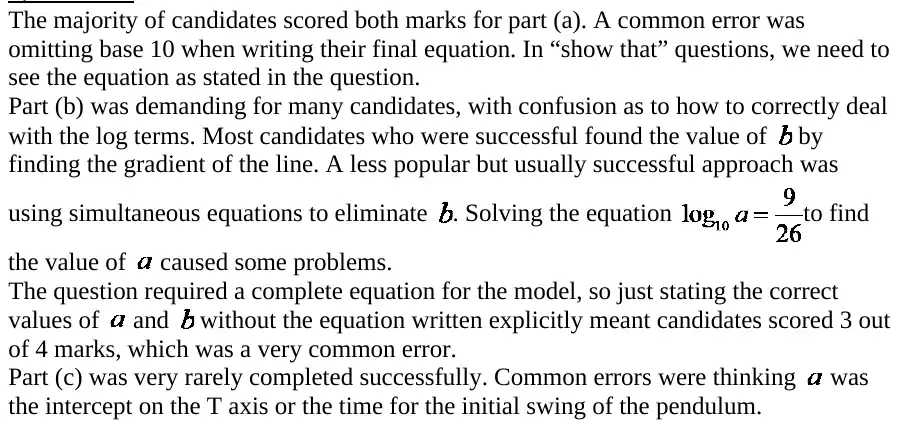 The majority of candidates scored both marks for part (a). A common error was
omitting base 10 when writing their final equation. In “show that” questions, we need to
see the equation as stated in the question.
Part (b) was demanding for many candidates, with confusion as to how to correctly deal
with the log terms. Most candidates who were successful found the value of b by
finding the gradient of the line. A less popular but usually successful approach was
using simultaneous equations to eliminate b. Solving the equation log₁₀ a = 9/26 to find
the value of a caused some problems.
The question required a complete equation for the model, so just stating the correct
values of a and b without the equation written explicitly meant candidates scored 3 out
of 4 marks, which was a very common error.
Part (c) was very rarely completed successfully. Common errors were thinking a was
the intercept on the T axis or the time for the initial swing of the pendulum.